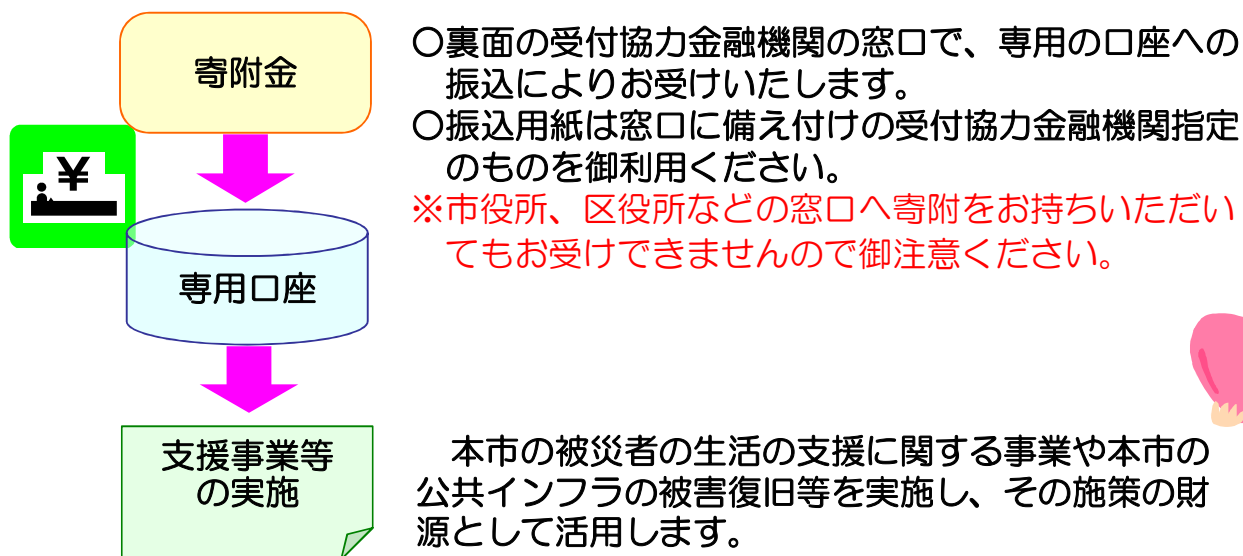 寄附金
〇裏面の受付協力金融機関の窓口で、専用の口座への
振込によりお受けいたします。
〇振込用紙は窓口に備え付けの受付協力金融機関指定
のものを御利用ください。
※市役所、区役所などの窓口へ寄附をお持ちいただい
てもお受けできませんので御注意ください。
¥
専用口座
支援事業等
の実施
本市の被災者の生活の支援に関する事業や本市の
公共インフラの被害復旧等を実施し、その施策の財
源として活用します。